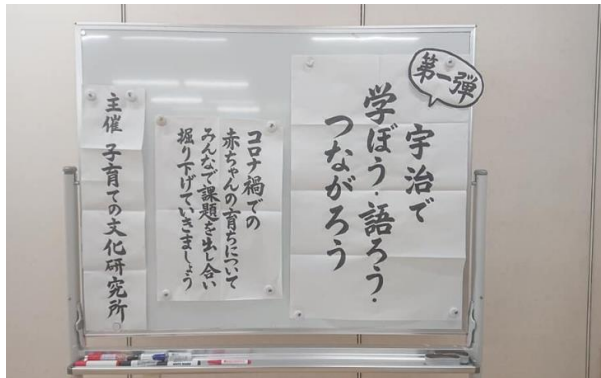 第一弾
宇治で
学ぼう・語ろう・
つながろう
コロナ禍での
赤ちゃんの育ちについて
みんなで課題を出し合い
掘り下げていきましょう
主催 子育ての文化研究所